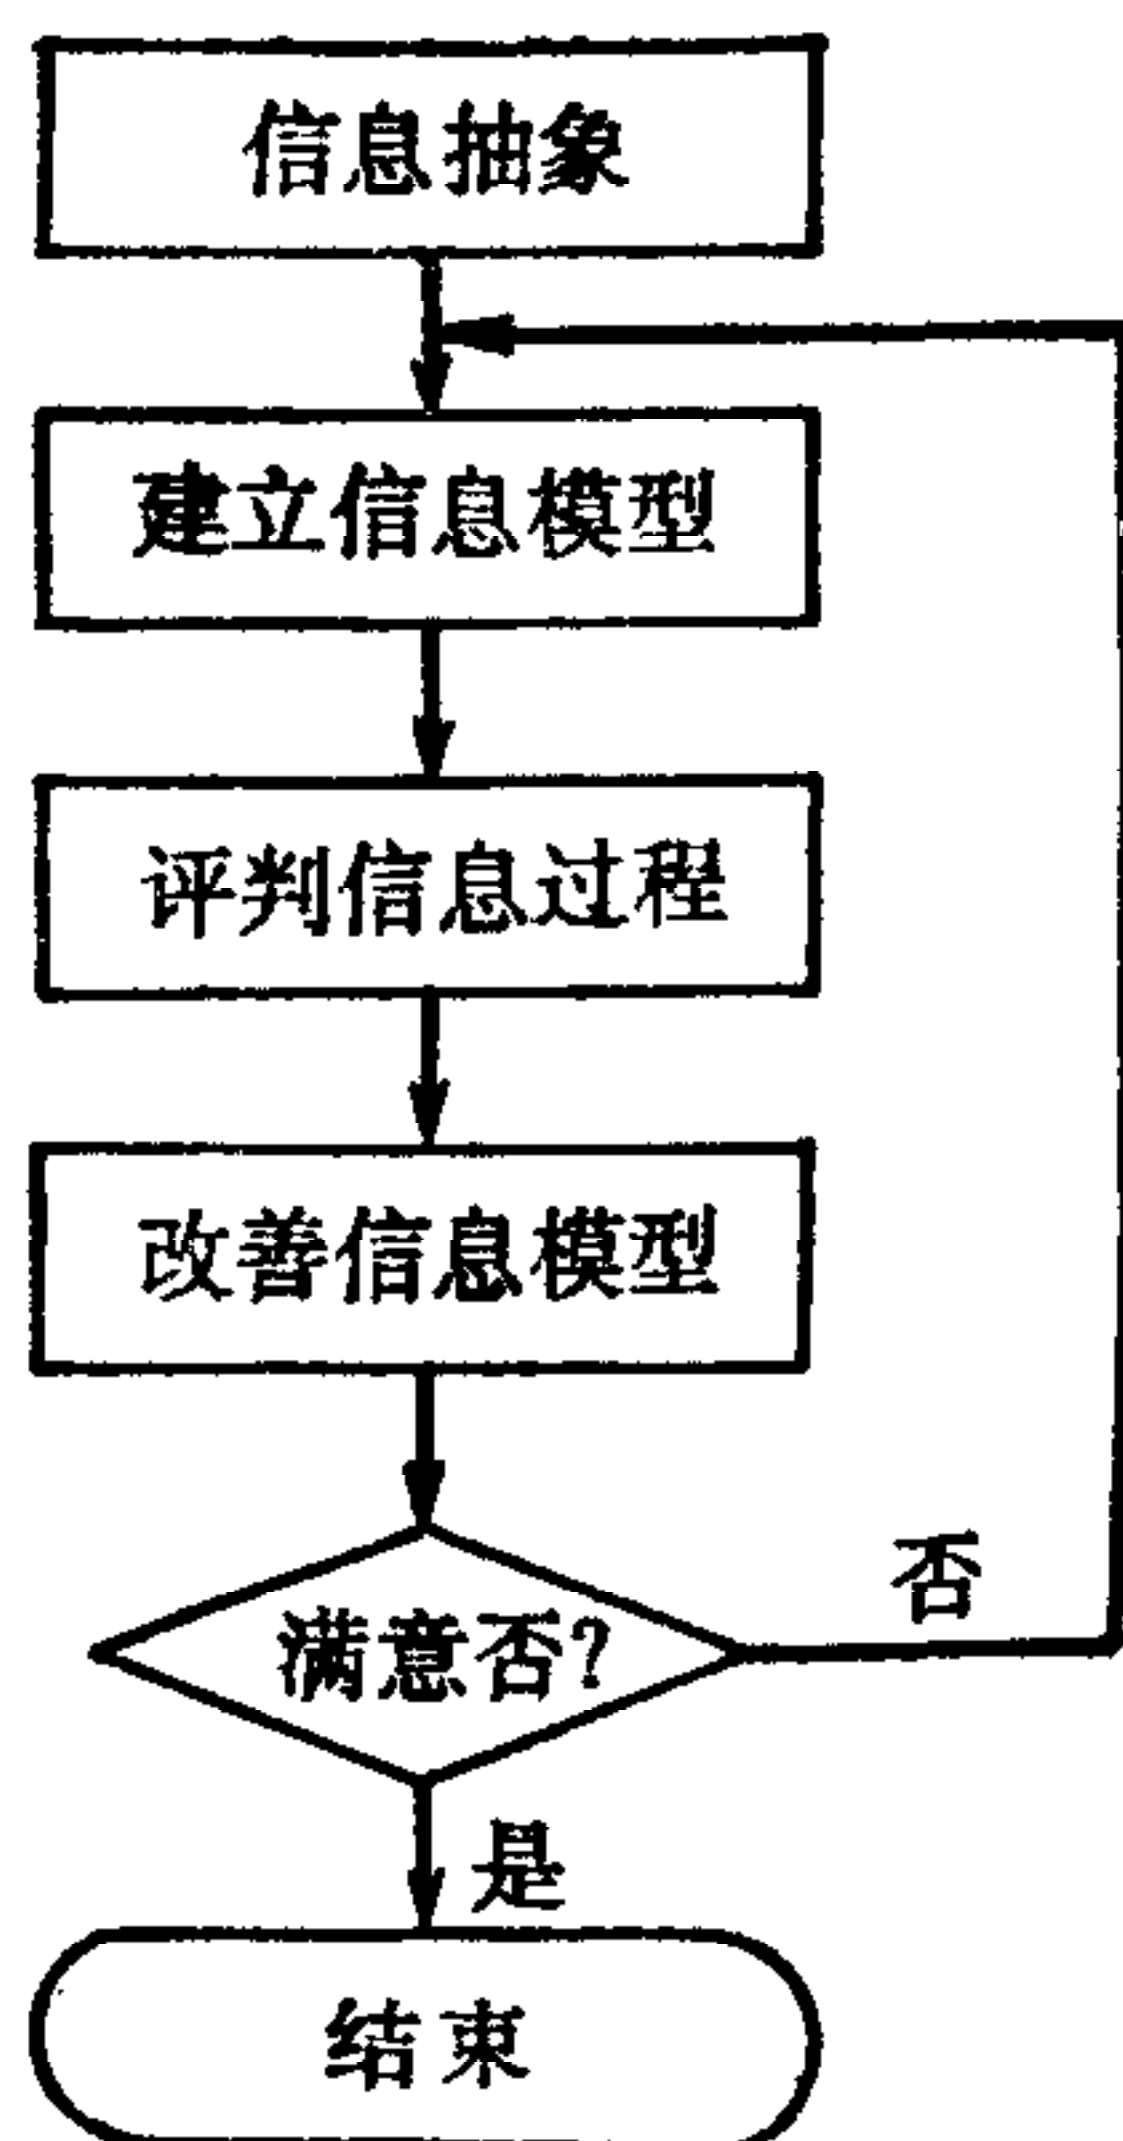 信息抽象
建立信息模型
评判信息过程
改善信息模型
满意否?
否
是
结束